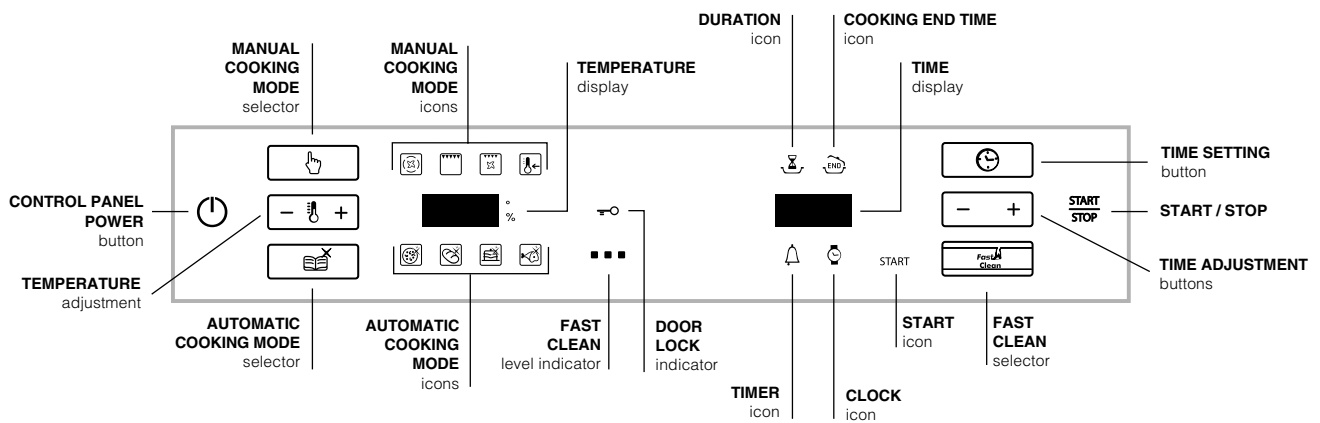 DURATION
icon
COOKING END TIME
icon
MANUAL
COOKING
MODE
selector
MANUAL
COOKING
MODE
icons
TEMPERATURE
display
TIME
display
END
TIME SETTING
button
CONTROL PANEL
POWER
button
- +
°
%
- +
START
STOP
START / STOP
TEMPERATURE
adjustment
START
Fast
Clean
TIME ADJUSTMENT
buttons
AUTOMATIC
COOKING MODE
selector
AUTOMATIC
COOKING
MODE
icons
FAST
CLEAN
level indicator
DOOR
LOCK
indicator
START
icon
FAST
CLEAN
selector
TIMER
icon
CLOCK
icon